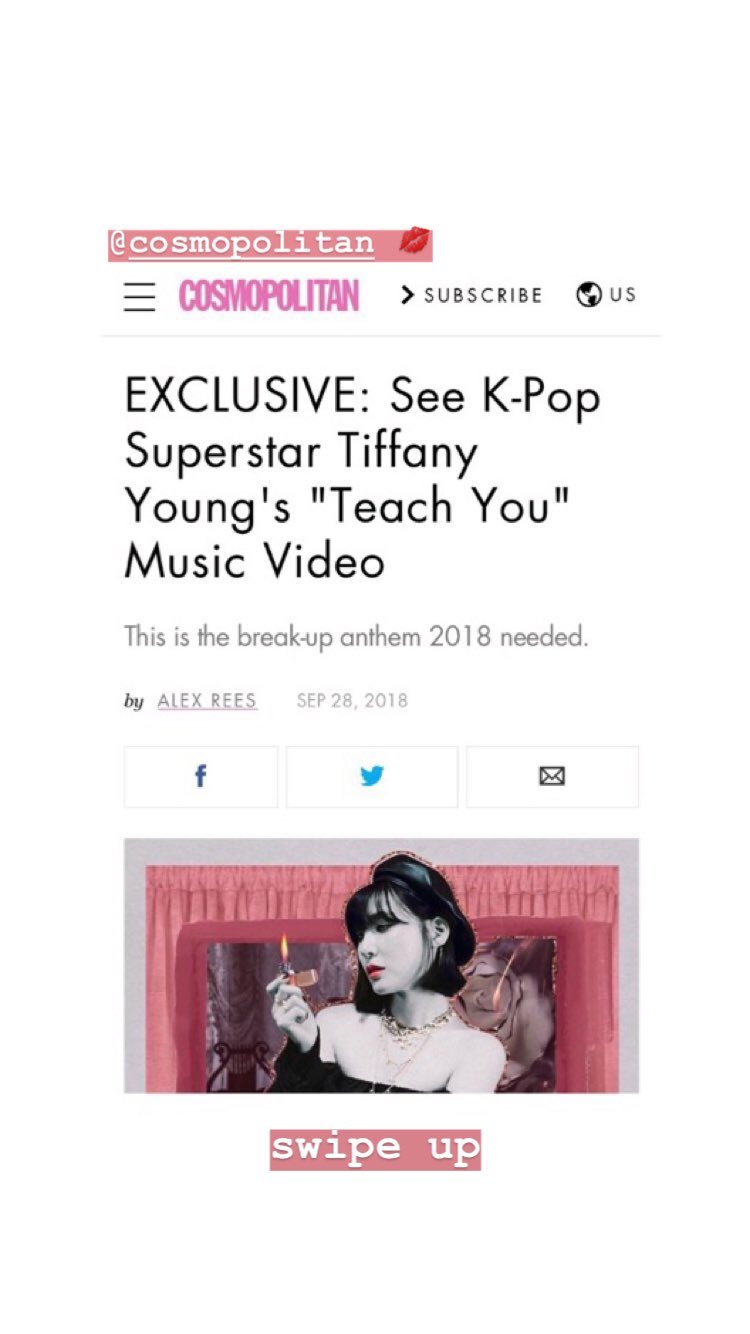 @cosmopolitan 💋
COSMOPOLITAN > SUBSCRIBE US
EXCLUSIVE: See K-Pop
Superstar Tiffany
Young's "Teach You"
Music Video
This is the break-up anthem 2018 needed.
by ALEX REES SEP 28, 2018
swipe up